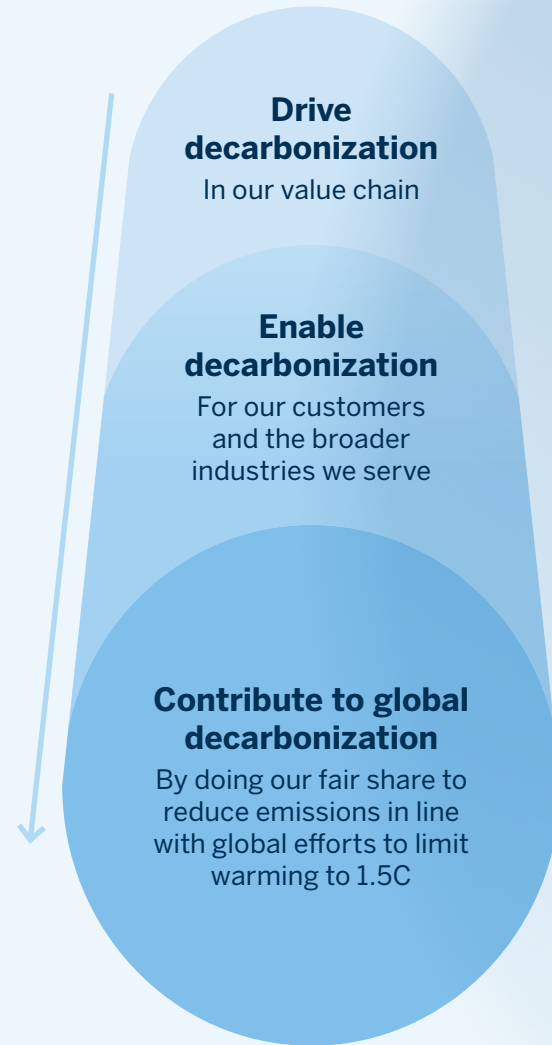 Drive
decarbonization
In our value chain
Enable
decarbonization
For our customers
and the broader
industries we serve
Contribute to global
decarbonization
By doing our fair share to
reduce emissions in line
with global efforts to limit
warming to 1.5C